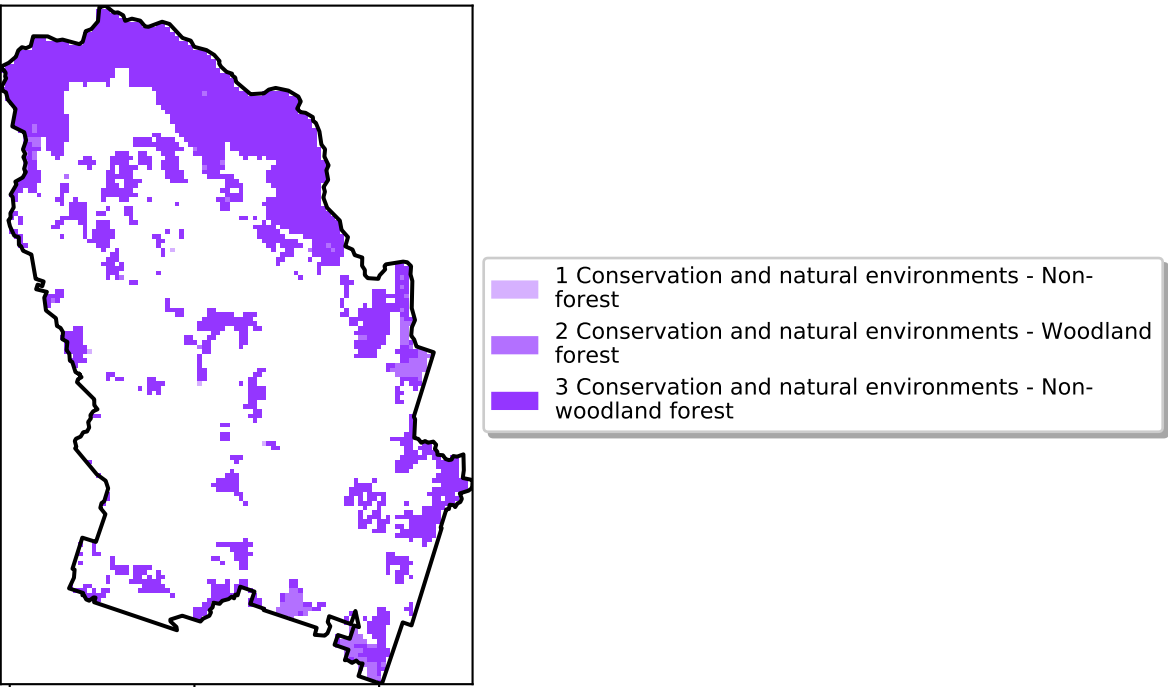 1 Conservation and natural environments - Non-
forest
2 Conservation and natural environments - Woodland
forest
3 Conservation and natural environments - Non-
woodland forest